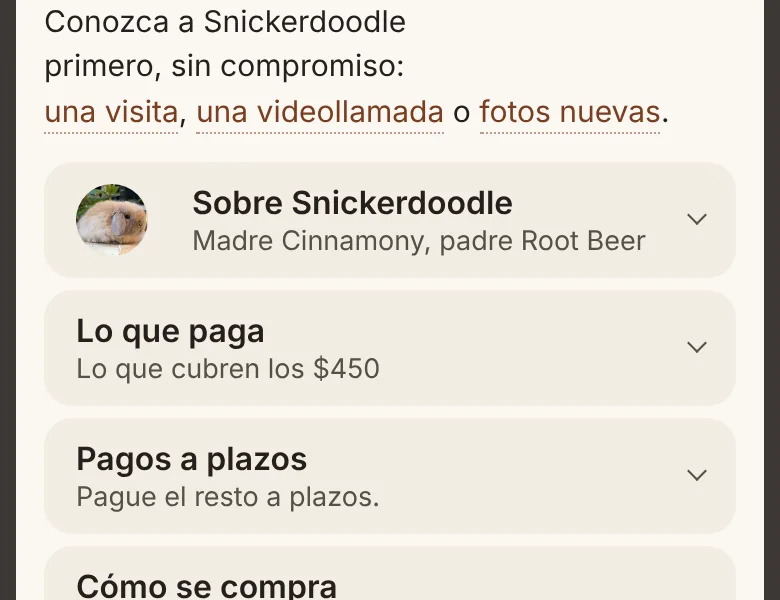 Conozca a Snickerdoodle
primero, sin compromiso:
una visita, una videollamada o fotos nuevas.
Sobre Snickerdoodle
Madre Cinnamony, padre Root Beer
Lo que paga
Lo que cubren los $450
Pagos a plazos
Pague el resto a plazos.
Cómo se compra